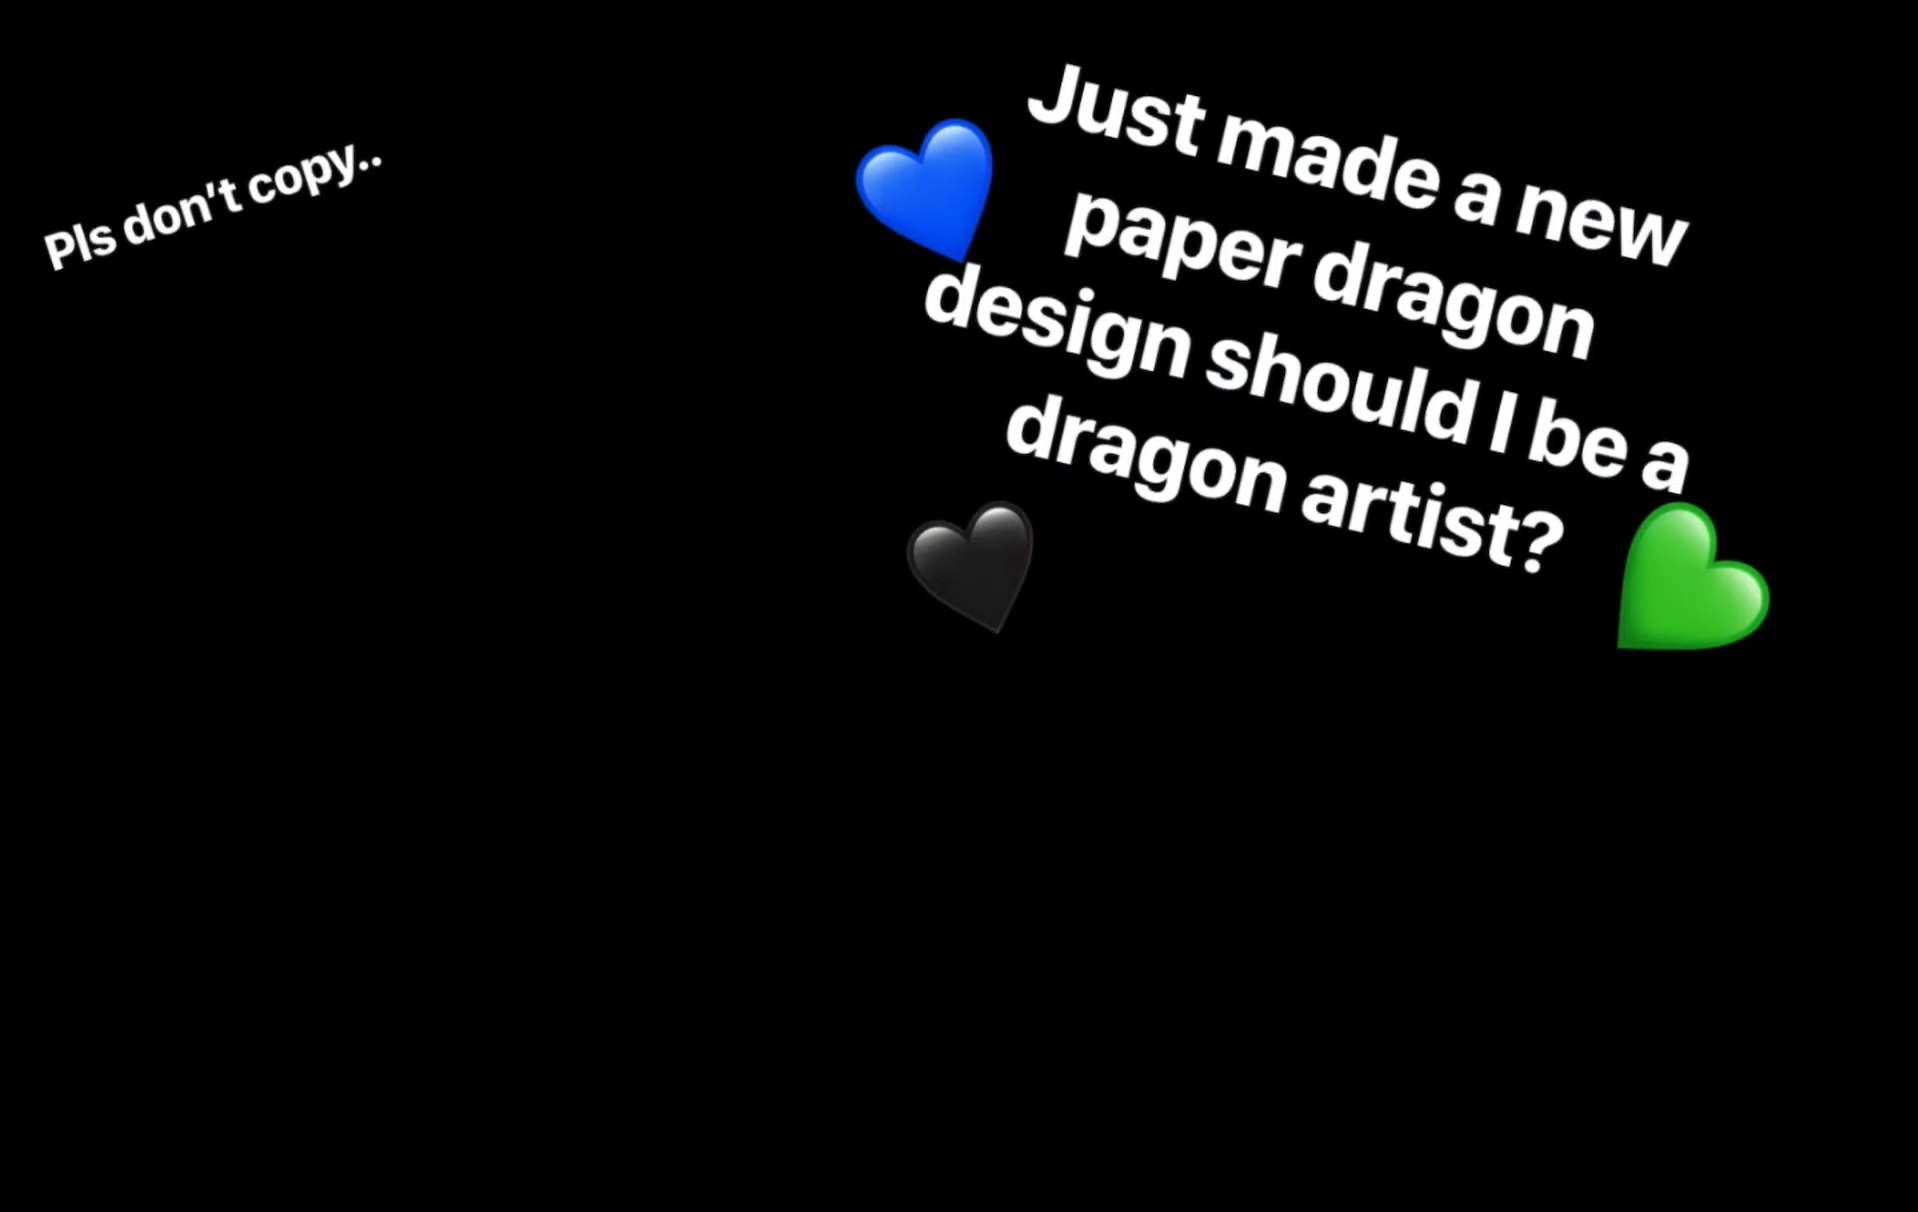 Pls don't copy..
Just made a new
paper dragon
design should I be a
dragon artist?